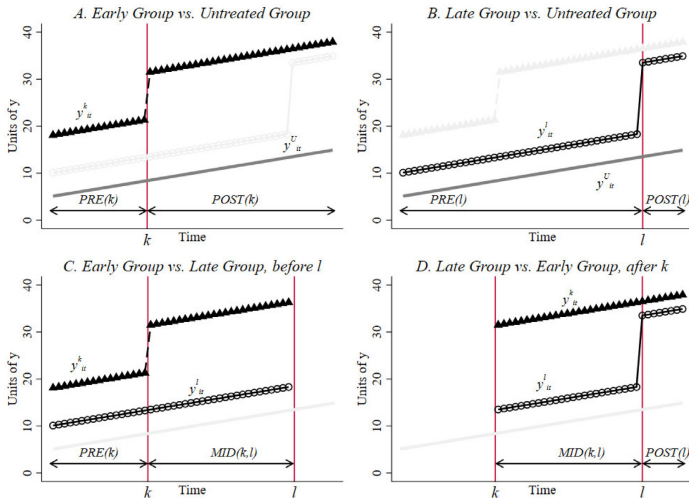 A. Early Group vs. Untreated Group
Units of y
0 10 20 30 40
y^k_it
y^U_it
PRE(k)
POST(k)
k
Time
B. Late Group vs. Untreated Group
Units of y
0 10 20 30 40
y^l_it
y^U_it
PRE(l)
POST(l)
Time
l
C. Early Group vs. Late Group, before l
Units of y
0 10 20 30 40
y^k_it
y^l_it
PRE(k)
MID(k,l)
k
Time
l
D. Late Group vs. Early Group, after k
Units of y
0 10 20 30 40
y^k_it
y^l_it
MID(k,l)
POST(l)
k
Time
l